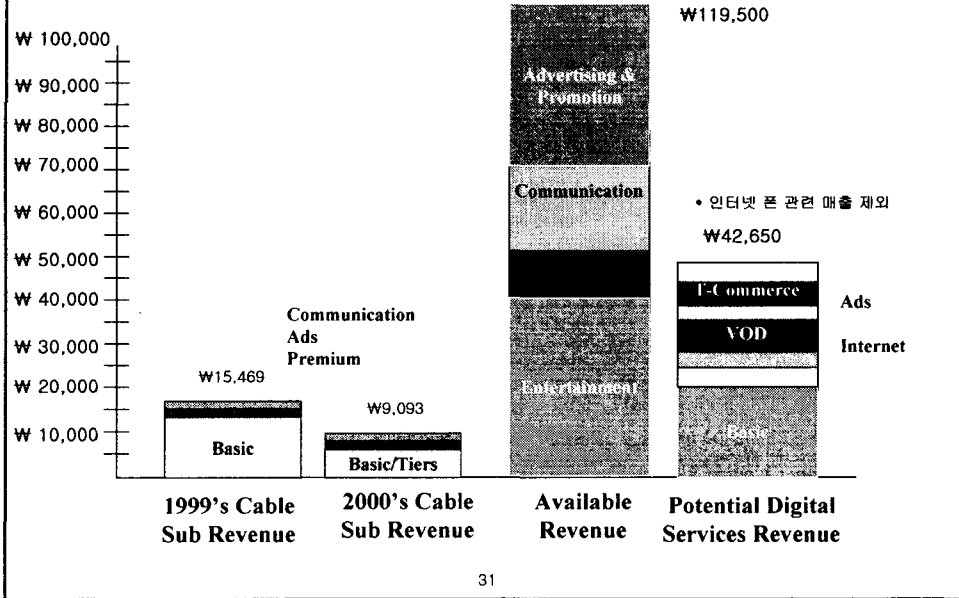 ₩119,500
₩ 100,000
₩ 90,000
₩ 80,000
₩ 70,000
₩ 60,000
₩ 50,000
₩ 40,000
₩ 30,000
₩ 20,000
₩ 10,000
Communication
Ads
Premium
₩15,469
Basic
₩9,093
Basic/Tiers
Advertising &
Promotion
Communication
Entertainment
• 인터넷 폰 관련 매출 제외
₩42,650
T-Commerce
Ads
VOD
Internet
Basic
1999's Cable
Sub Revenue
2000's Cable
Sub Revenue
Available
Revenue
Potential Digital
Services Revenue
31